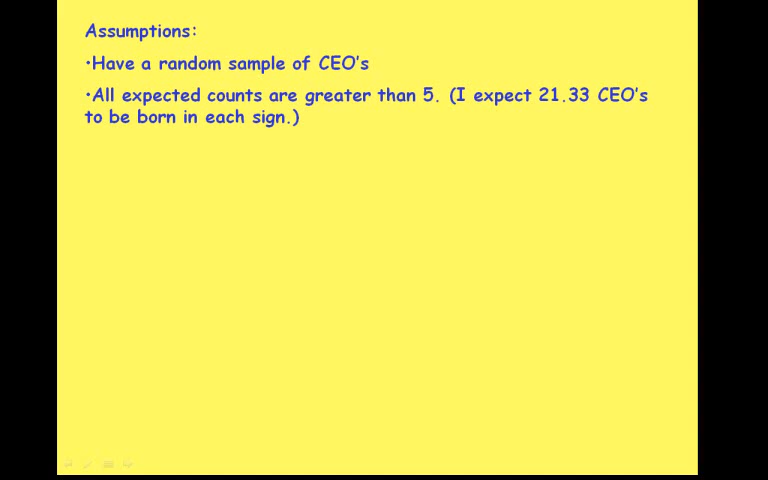 Assumptions:
•Have a random sample of CEO's
•All expected counts are greater than 5. (I expect 21.33 CEO's
to be born in each sign.)